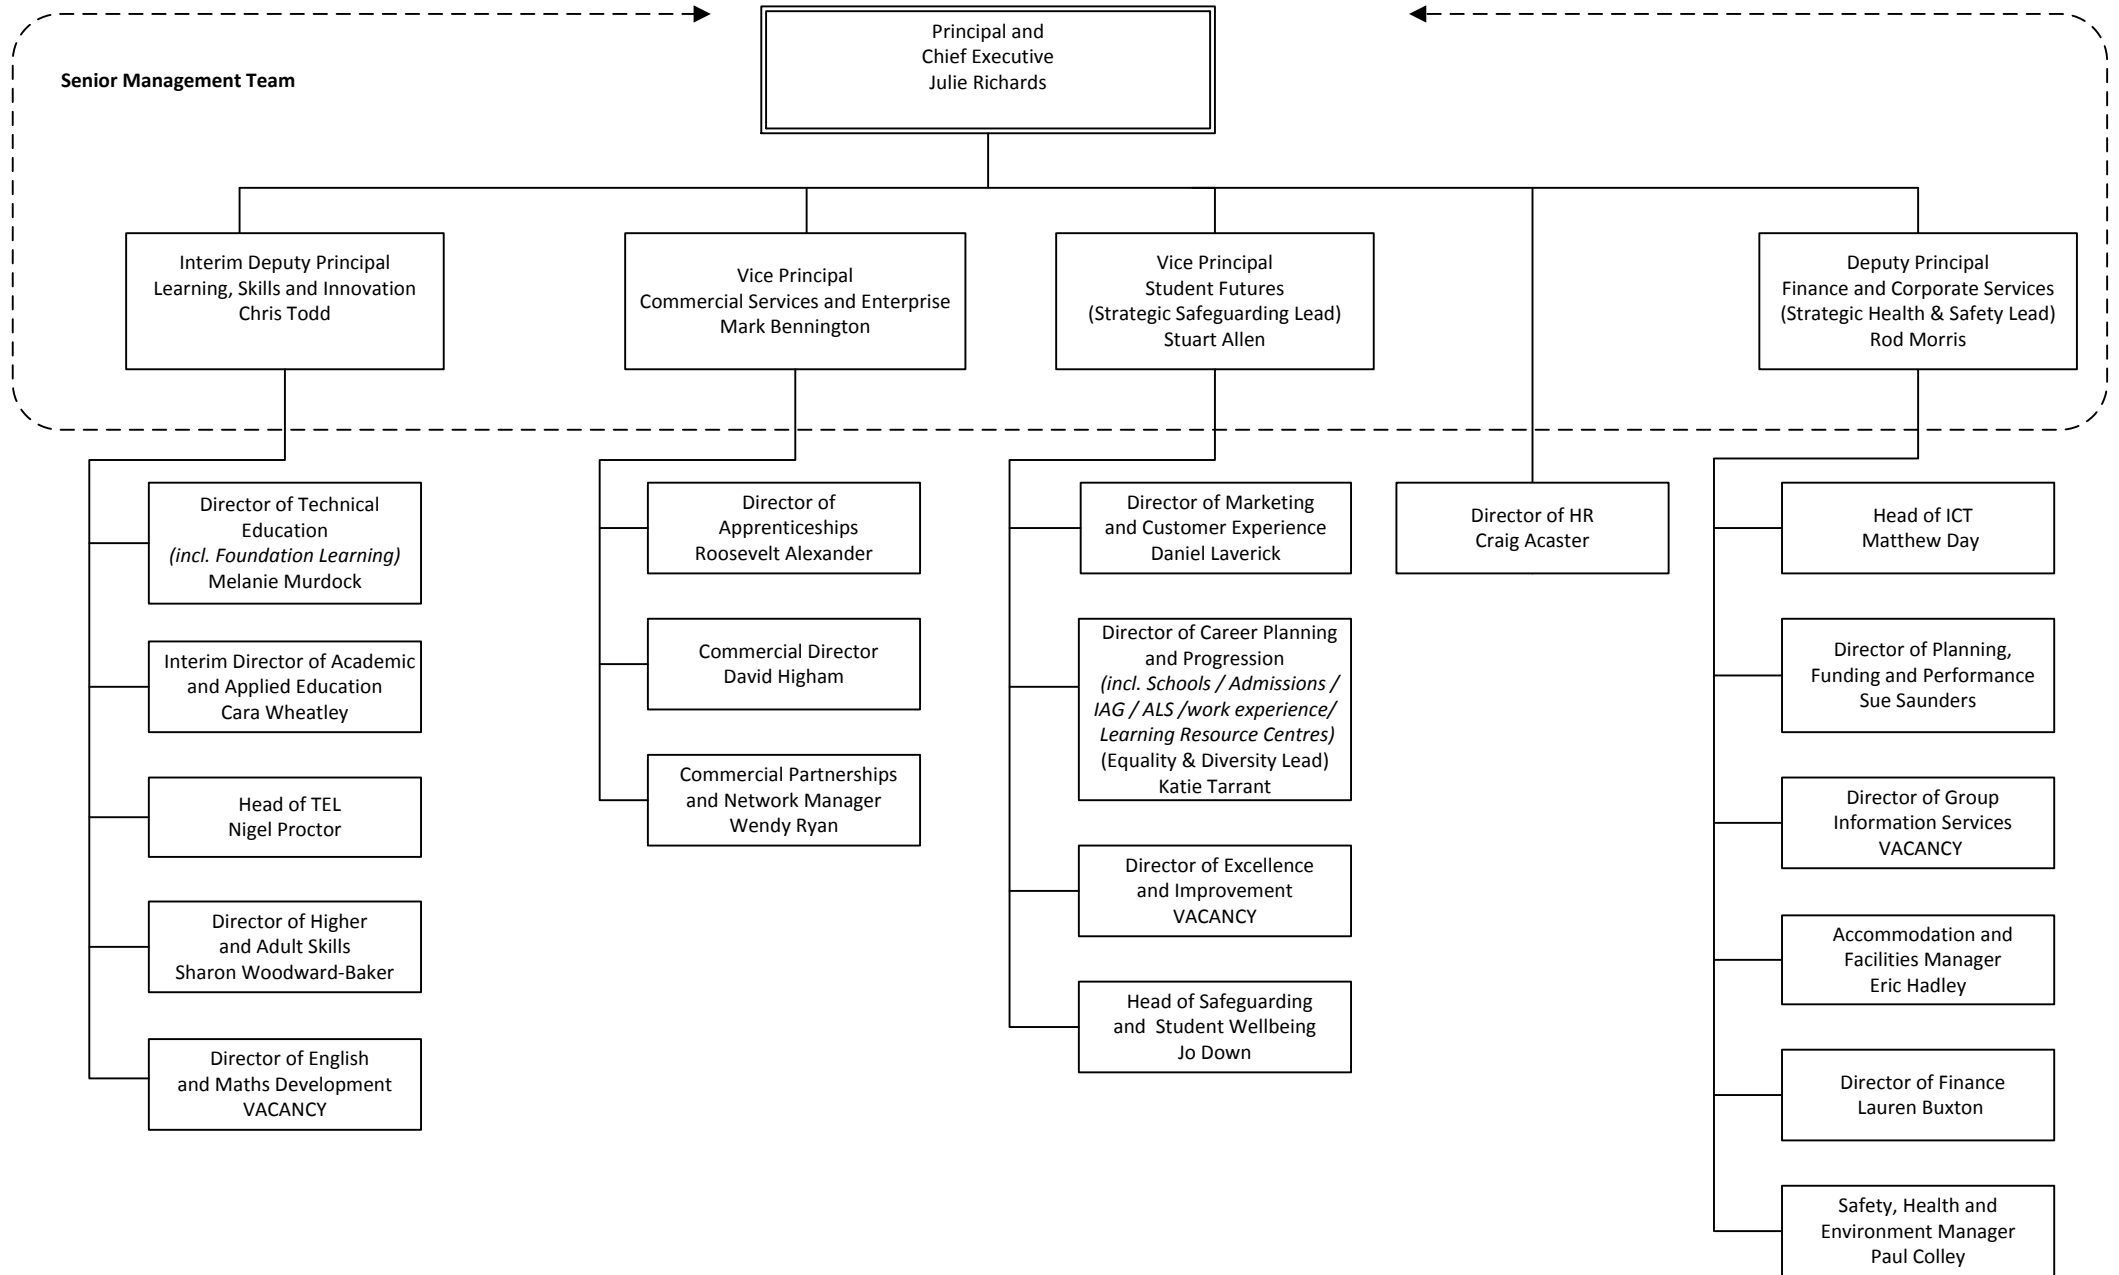 Principal and
Chief Executive
Julie Richards
Senior Management Team
Interim Deputy Principal
Learning, Skills and Innovation
Chris Todd
Vice Principal
Commercial Services and Enterprise
Mark Bennington
Vice Principal
Student Futures
(Strategic Safeguarding Lead)
Stuart Allen
Deputy Principal
Finance and Corporate Services
(Strategic Health & Safety Lead)
Rod Morris
Director of Technical
Education
(incl. Foundation Learning)
Melanie Murdock
Interim Director of Academic
and Applied Education
Cara Wheatley
Head of TEL
Nigel Proctor
Director of Higher
and Adult Skills
Sharon Woodward-Baker
Director of English
and Maths Development
VACANCY
Director of
Apprenticeships
Roosevelt Alexander
Commercial Director
David Higham
Commercial Partnerships
and Network Manager
Wendy Ryan
Director of Marketing
and Customer Experience
Daniel Laverick
Director of Career Planning
and Progression
(incl. Schools / Admissions /
IAG / ALS /work experience/
Learning Resource Centres)
(Equality & Diversity Lead)
Katie Tarrant
Director of Excellence
and Improvement
VACANCY
Head of Safeguarding
and  Student Wellbeing
Jo Down
Director of HR
Craig Acaster
Head of ICT
Matthew Day
Director of Planning,
Funding and Performance
Sue Saunders
Director of Group
Information Services
VACANCY
Accommodation and
Facilities Manager
Eric Hadley
Director of Finance
Lauren Buxton
Safety, Health and
Environment Manager
Paul Colley